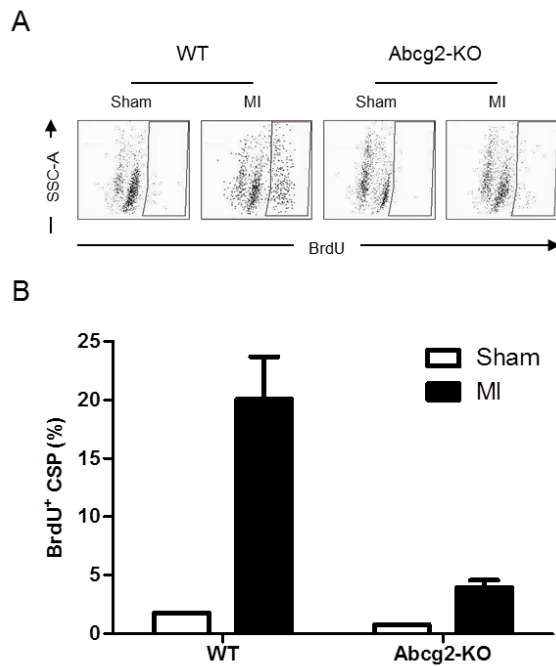 A
WT Abcg2-KO
Sham MI Sham MI
SSC-A
BrdU
B
25
20
15
10
5
0
BrdU⁺ CSP (%)
Sham
MI
WT Abcg2-KO